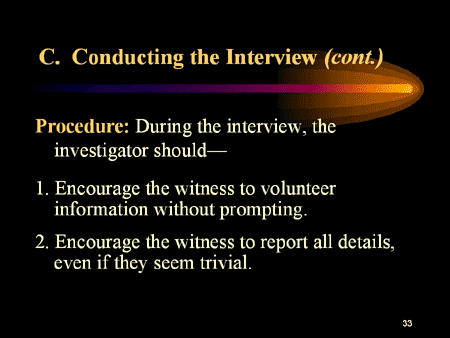 C. Conducting the Interview (cont.)
Procedure: During the interview, the
investigator should—
1. Encourage the witness to volunteer
information without prompting.
2. Encourage the witness to report all details,
even if they seem trivial.
33